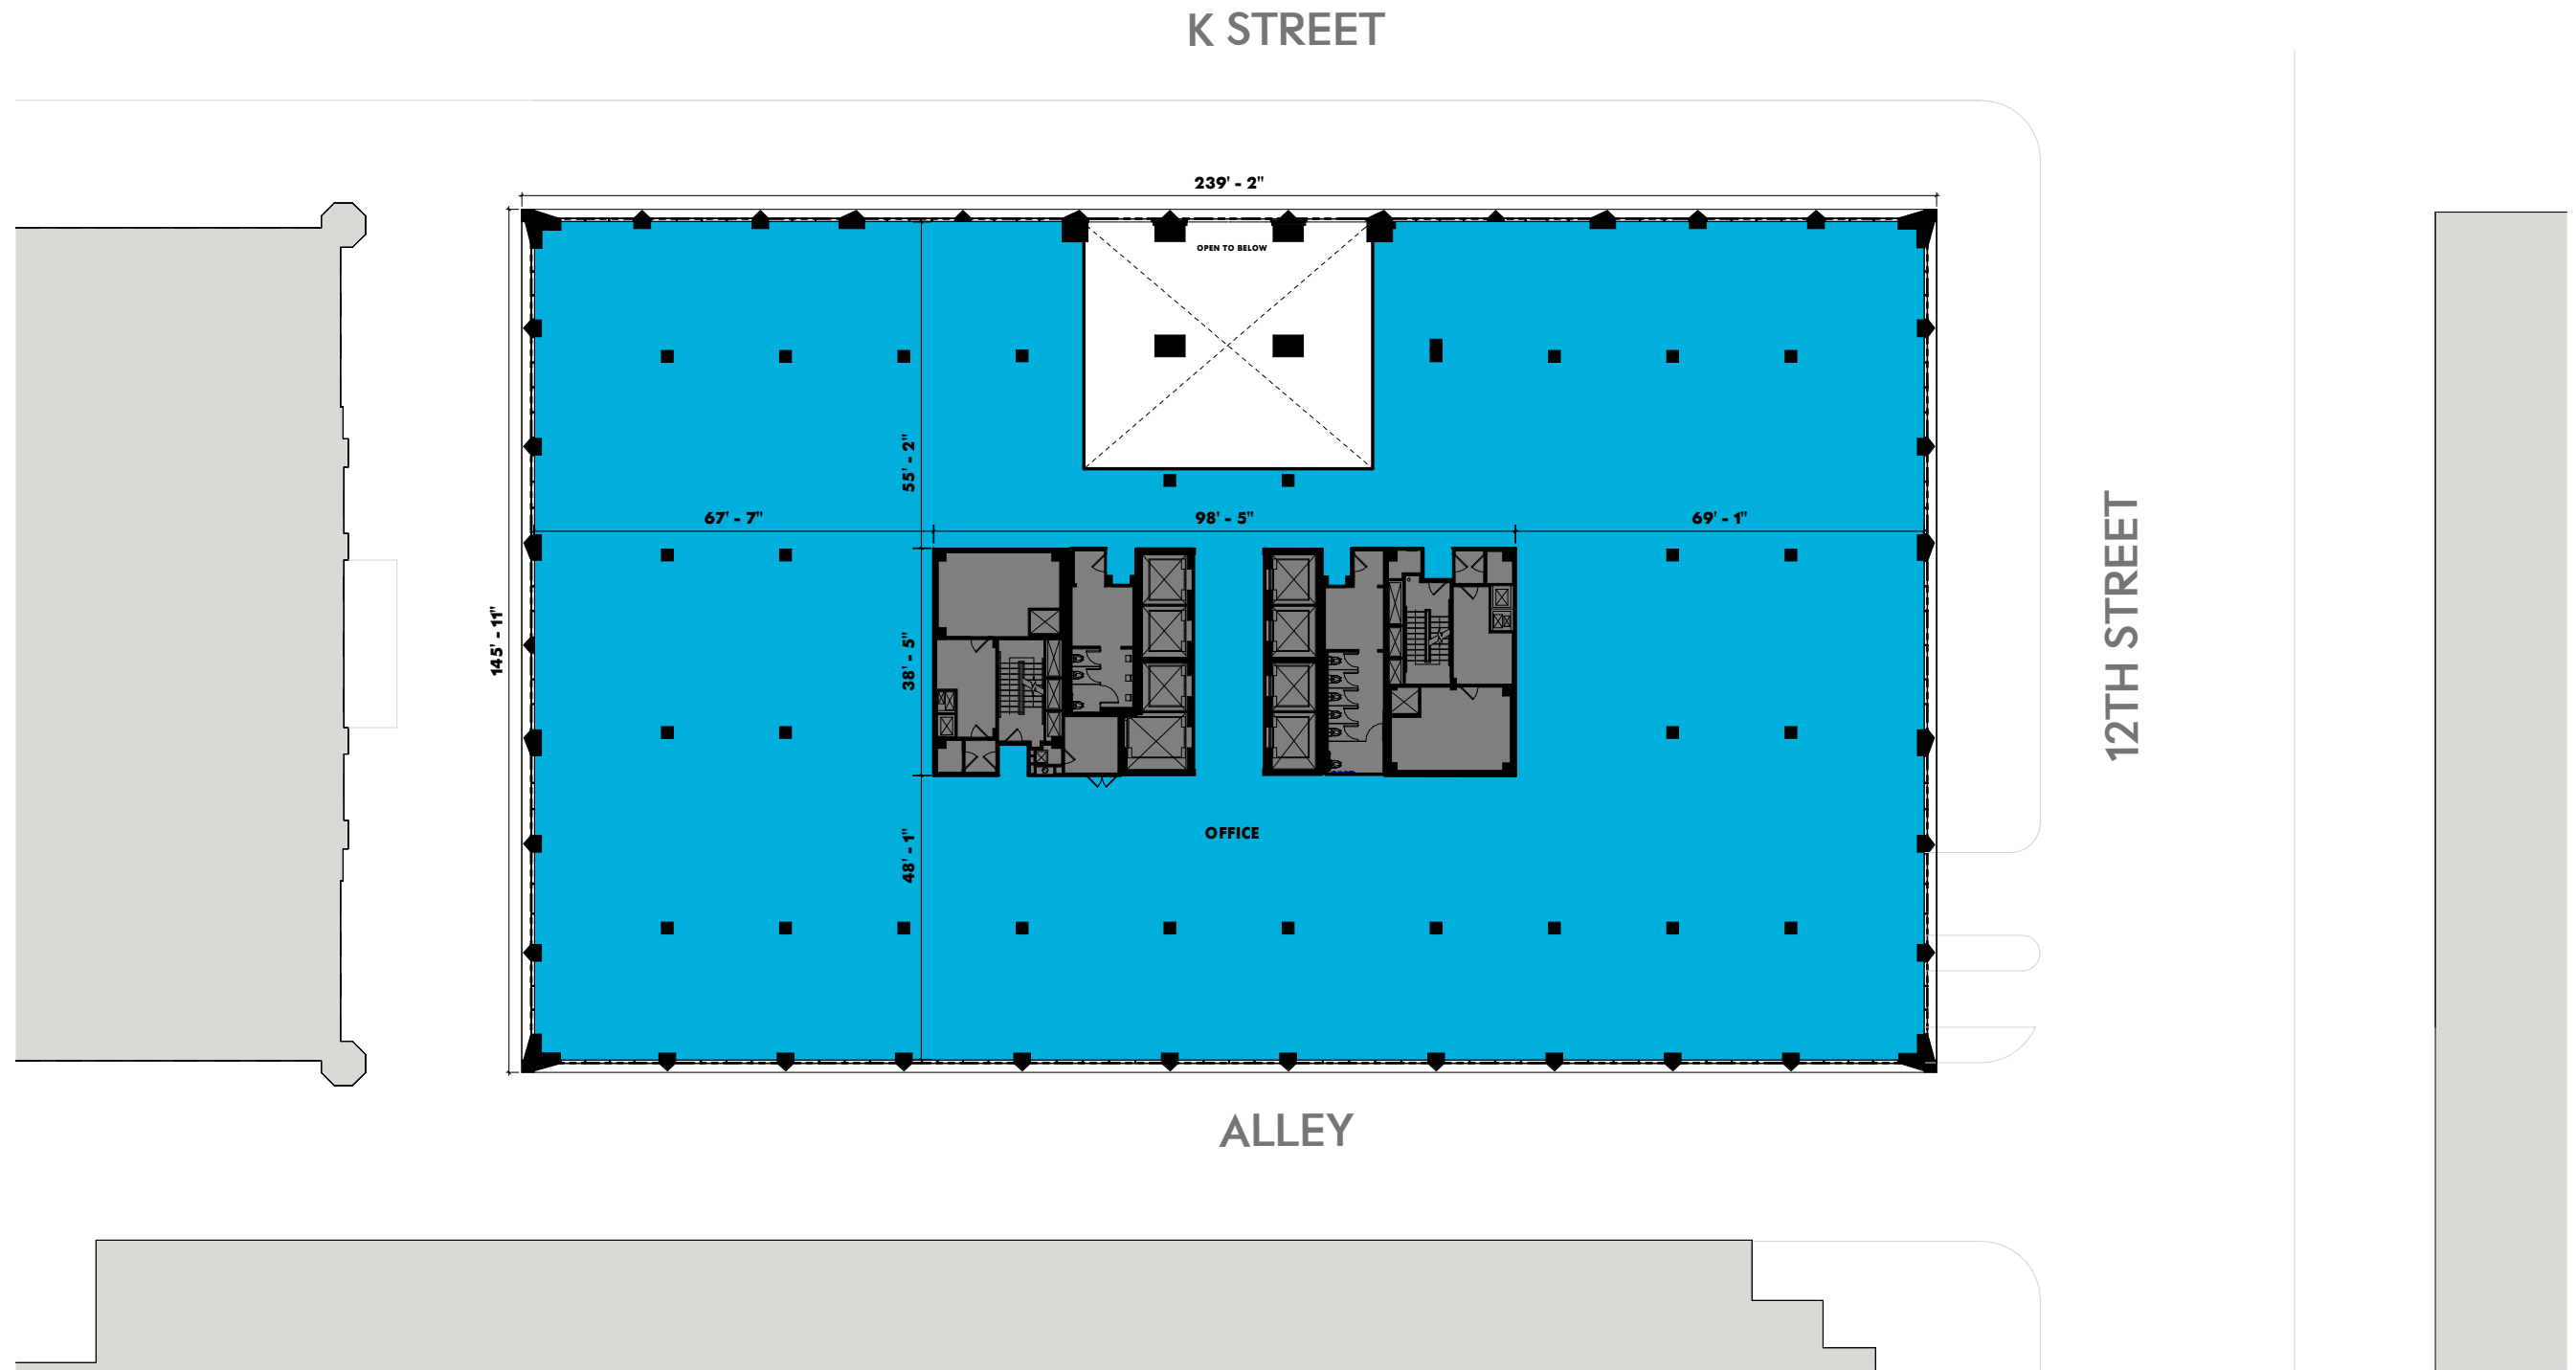 K STREET
239' - 2"
OPEN TO BELOW
55' - 2"
67' - 7"
98' - 5"
69' - 1"
12TH STREET
145' - 11"
38' - 5"
OFFICE
48' - 1"
ALLEY